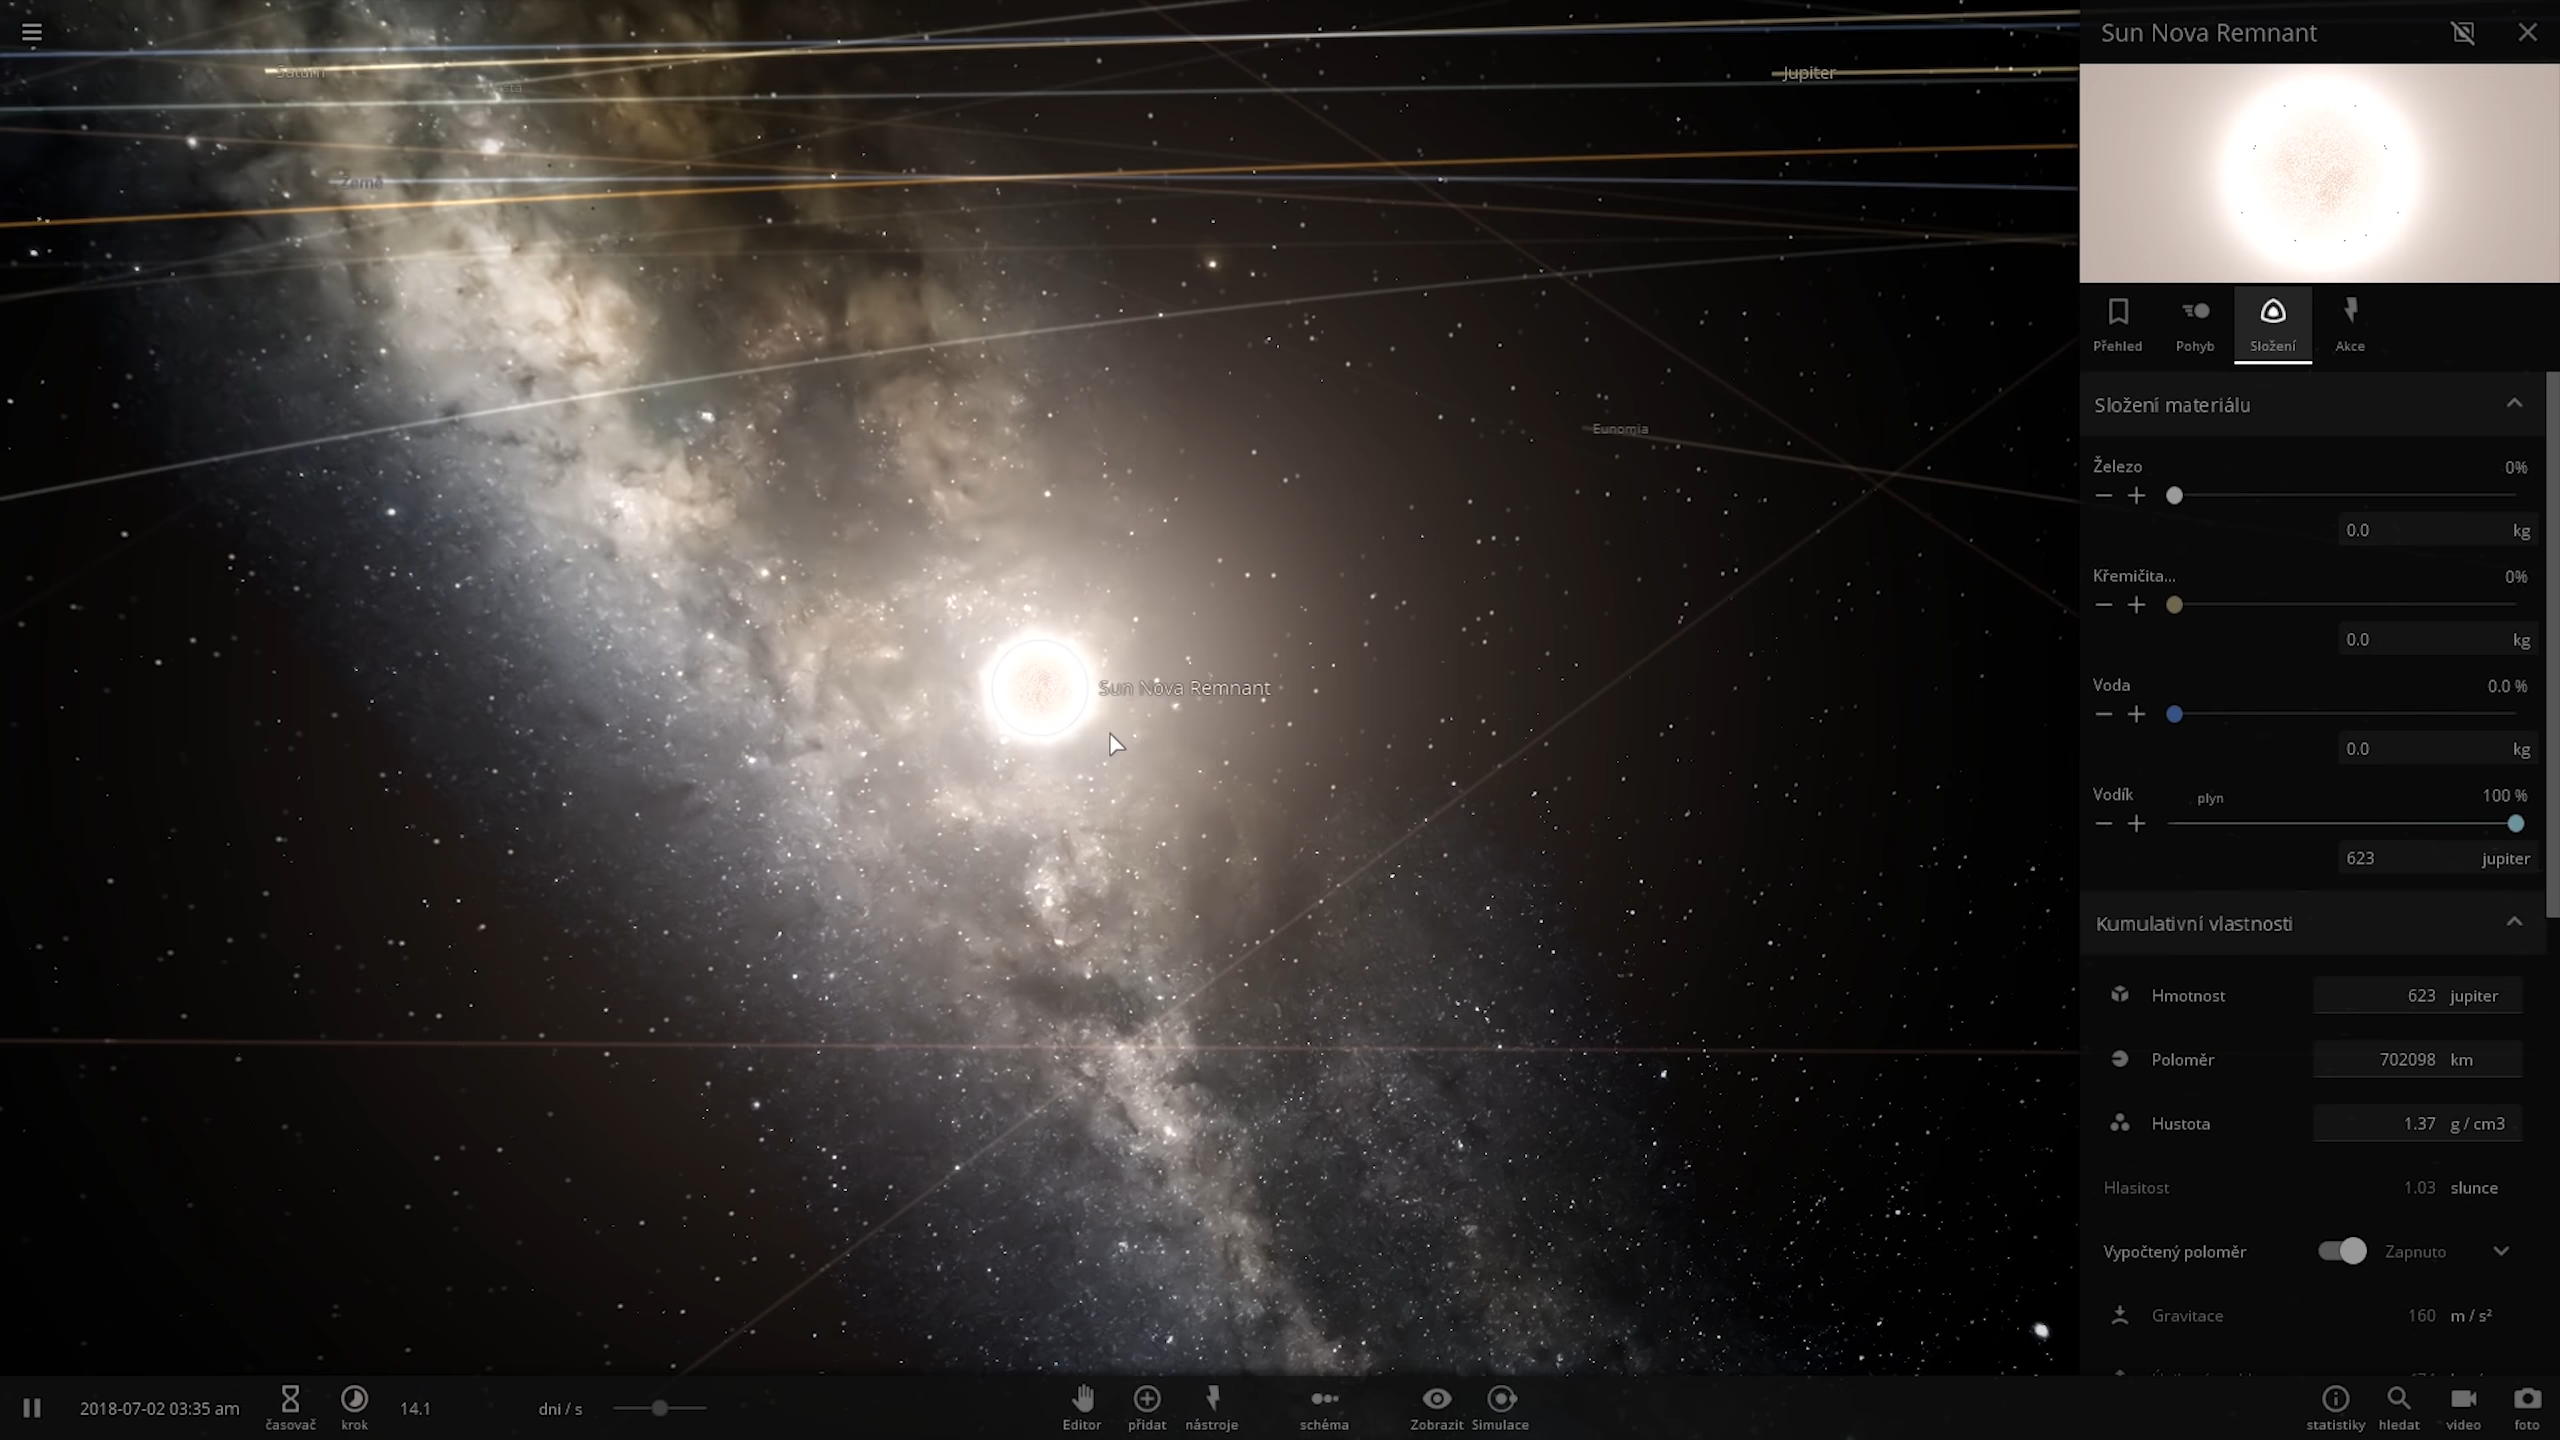 Sun Nova Remnant
Saturn
Jupiter
Země
Eunomia
Sun Nova Remnant
Přehled
Pohyb
Složení
Akce
Složení materiálu
Železo
0%
0.0 kg
Křemičita...
0%
0.0 kg
Voda
0.0 %
0.0 kg
Vodík
plyn
100 %
623 jupiter
Kumulativní vlastnosti
Hmotnost 623 jupiter
Poloměr 702098 km
Hustota 1.37 g / cm3
Hlasitost 1.03 slunce
Vypočtený poloměr Zapnuto
Gravitace 160 m / s²
2018-07-02 03:35 am
časovač
krok
14.1
dni / s
Editor
přidat
nástroje
schéma
Zobrazit
Simulace
statistiky
hledat
video
foto